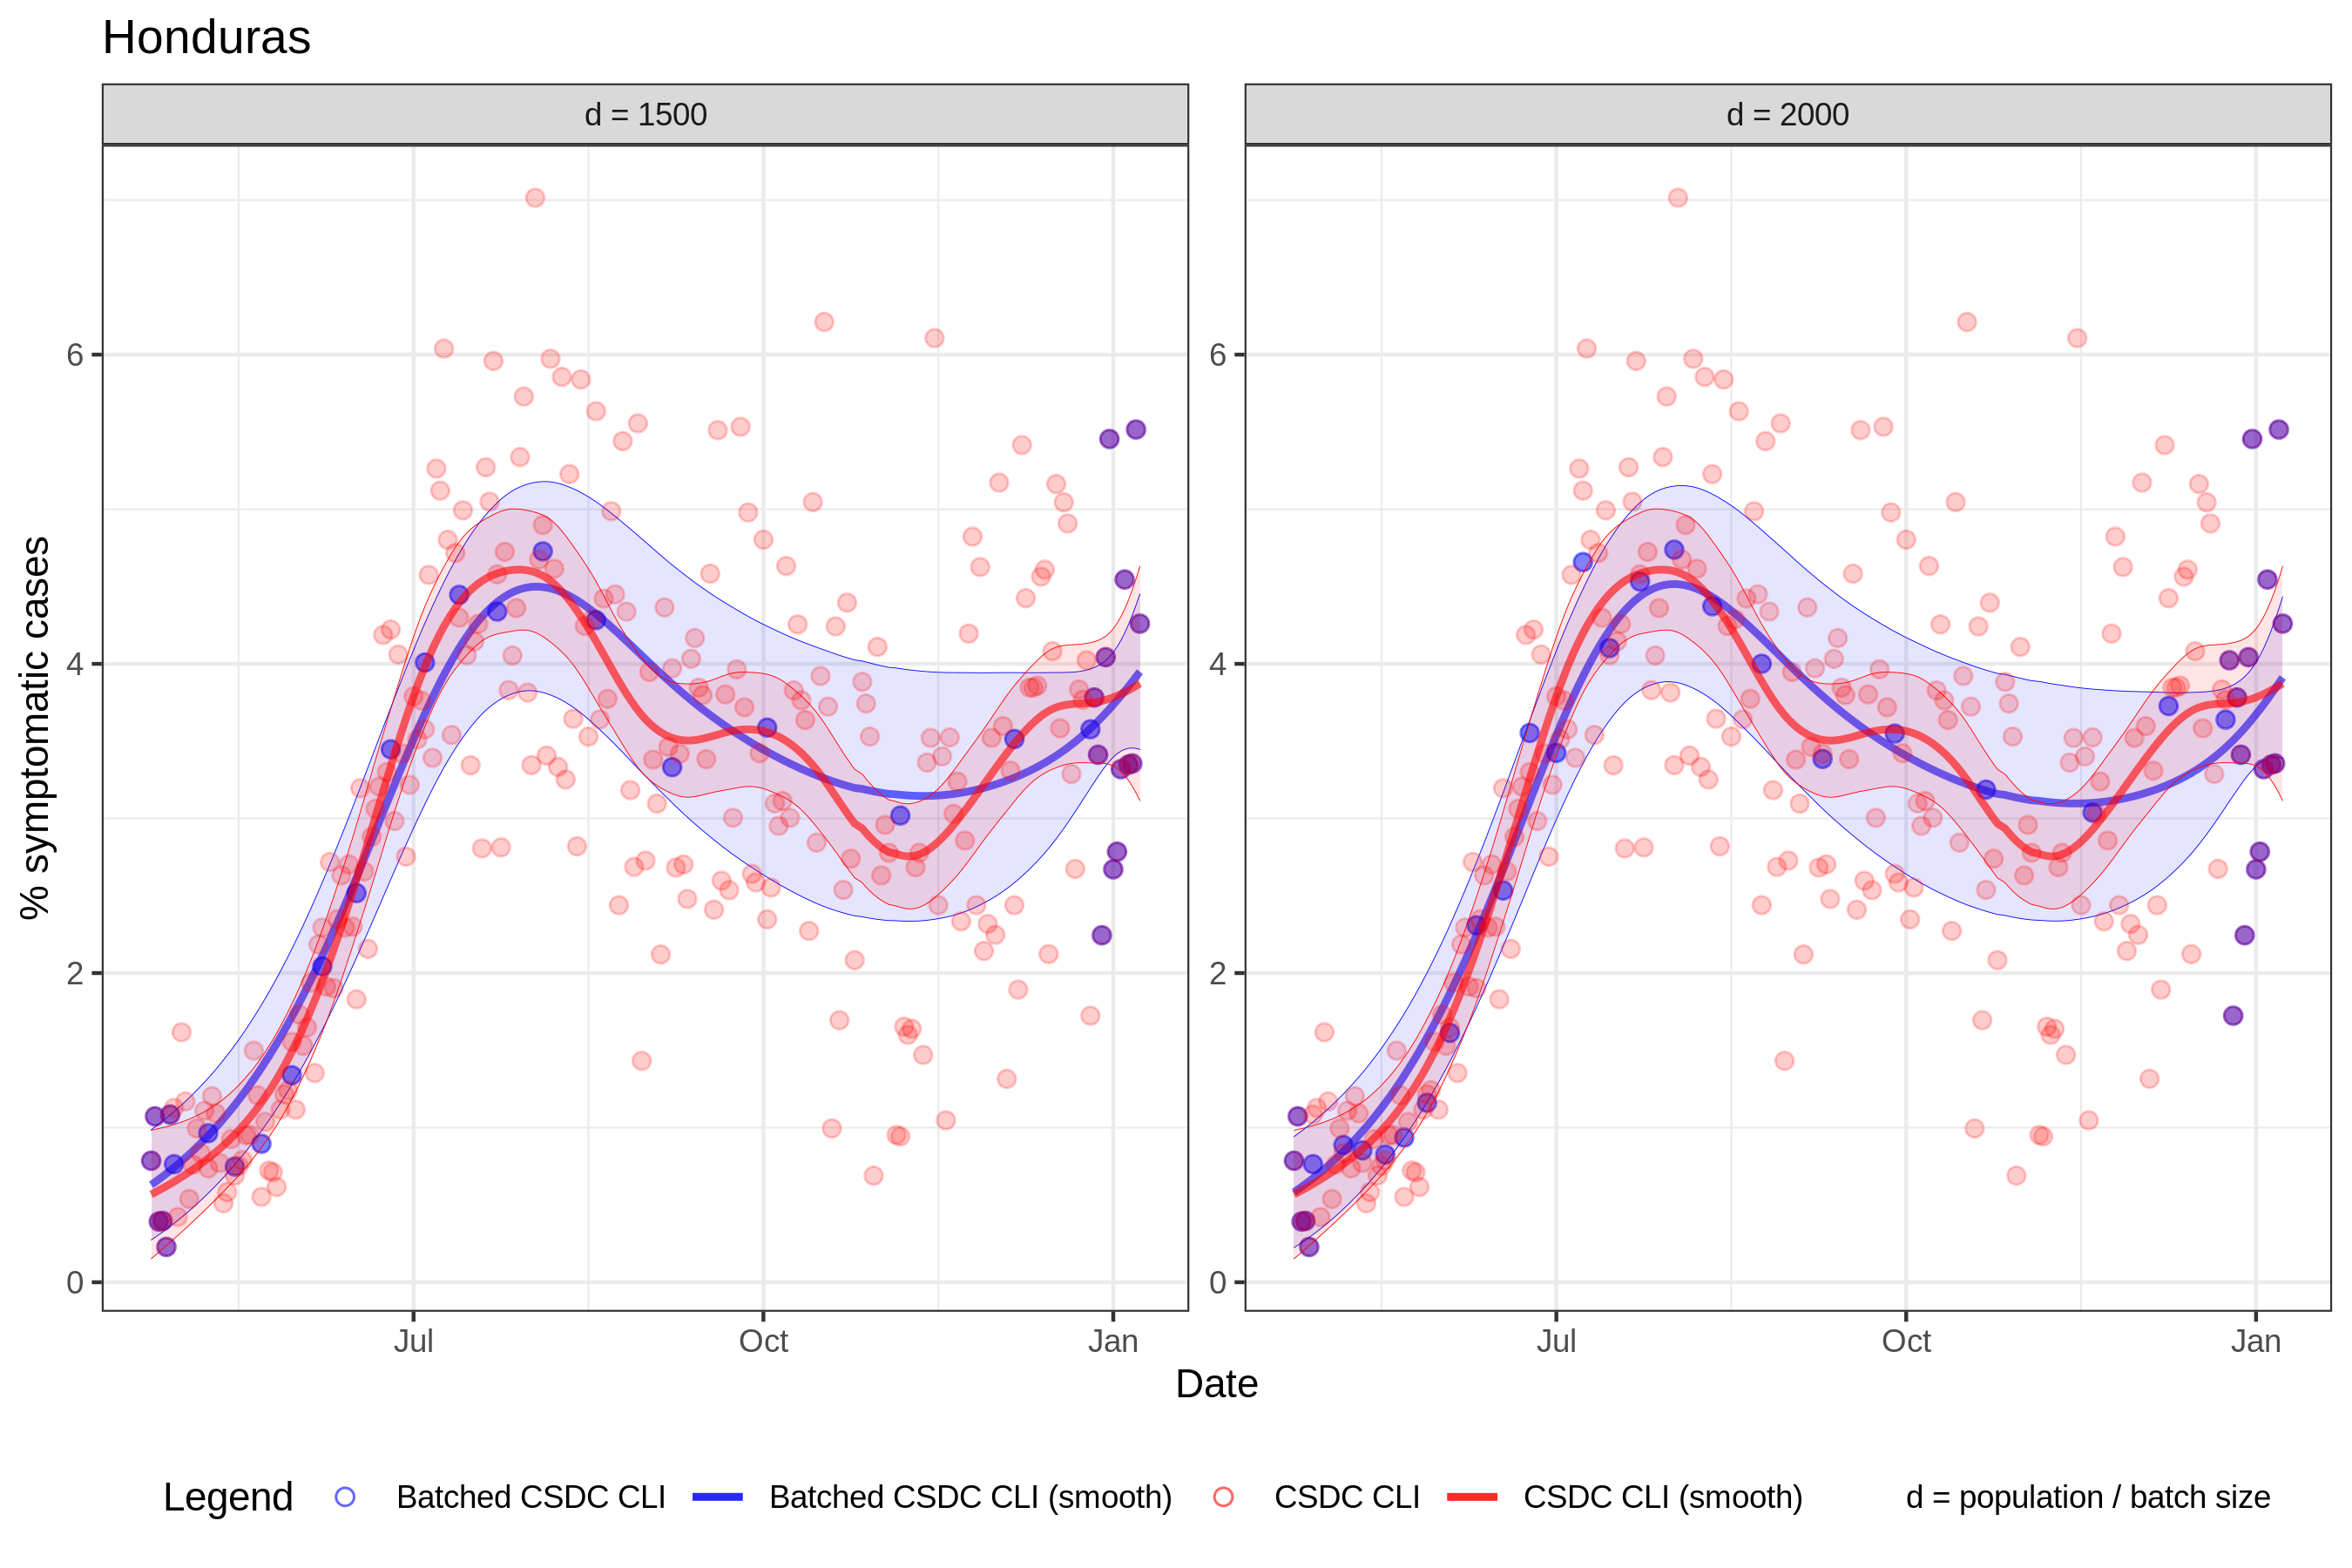 Honduras
d = 1500
d = 2000
% symptomatic cases
6
4
2
0
6
4
2
0
Jul
Oct
Jan
Jul
Oct
Jan
Date
Legend
Batched CSDC CLI
Batched CSDC CLI (smooth)
CSDC CLI
CSDC CLI (smooth)
d = population / batch size